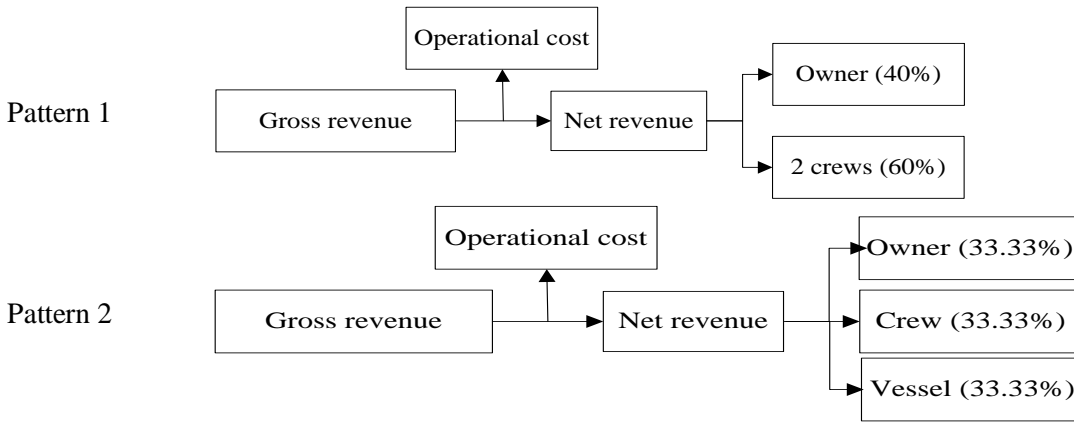 Operational cost
Owner (40%)
Pattern 1
Gross revenue
Net revenue
2 crews (60%)
Operational cost
Owner (33.33%)
Pattern 2
Gross revenue
Net revenue
Crew (33.33%)
Vessel (33.33%)